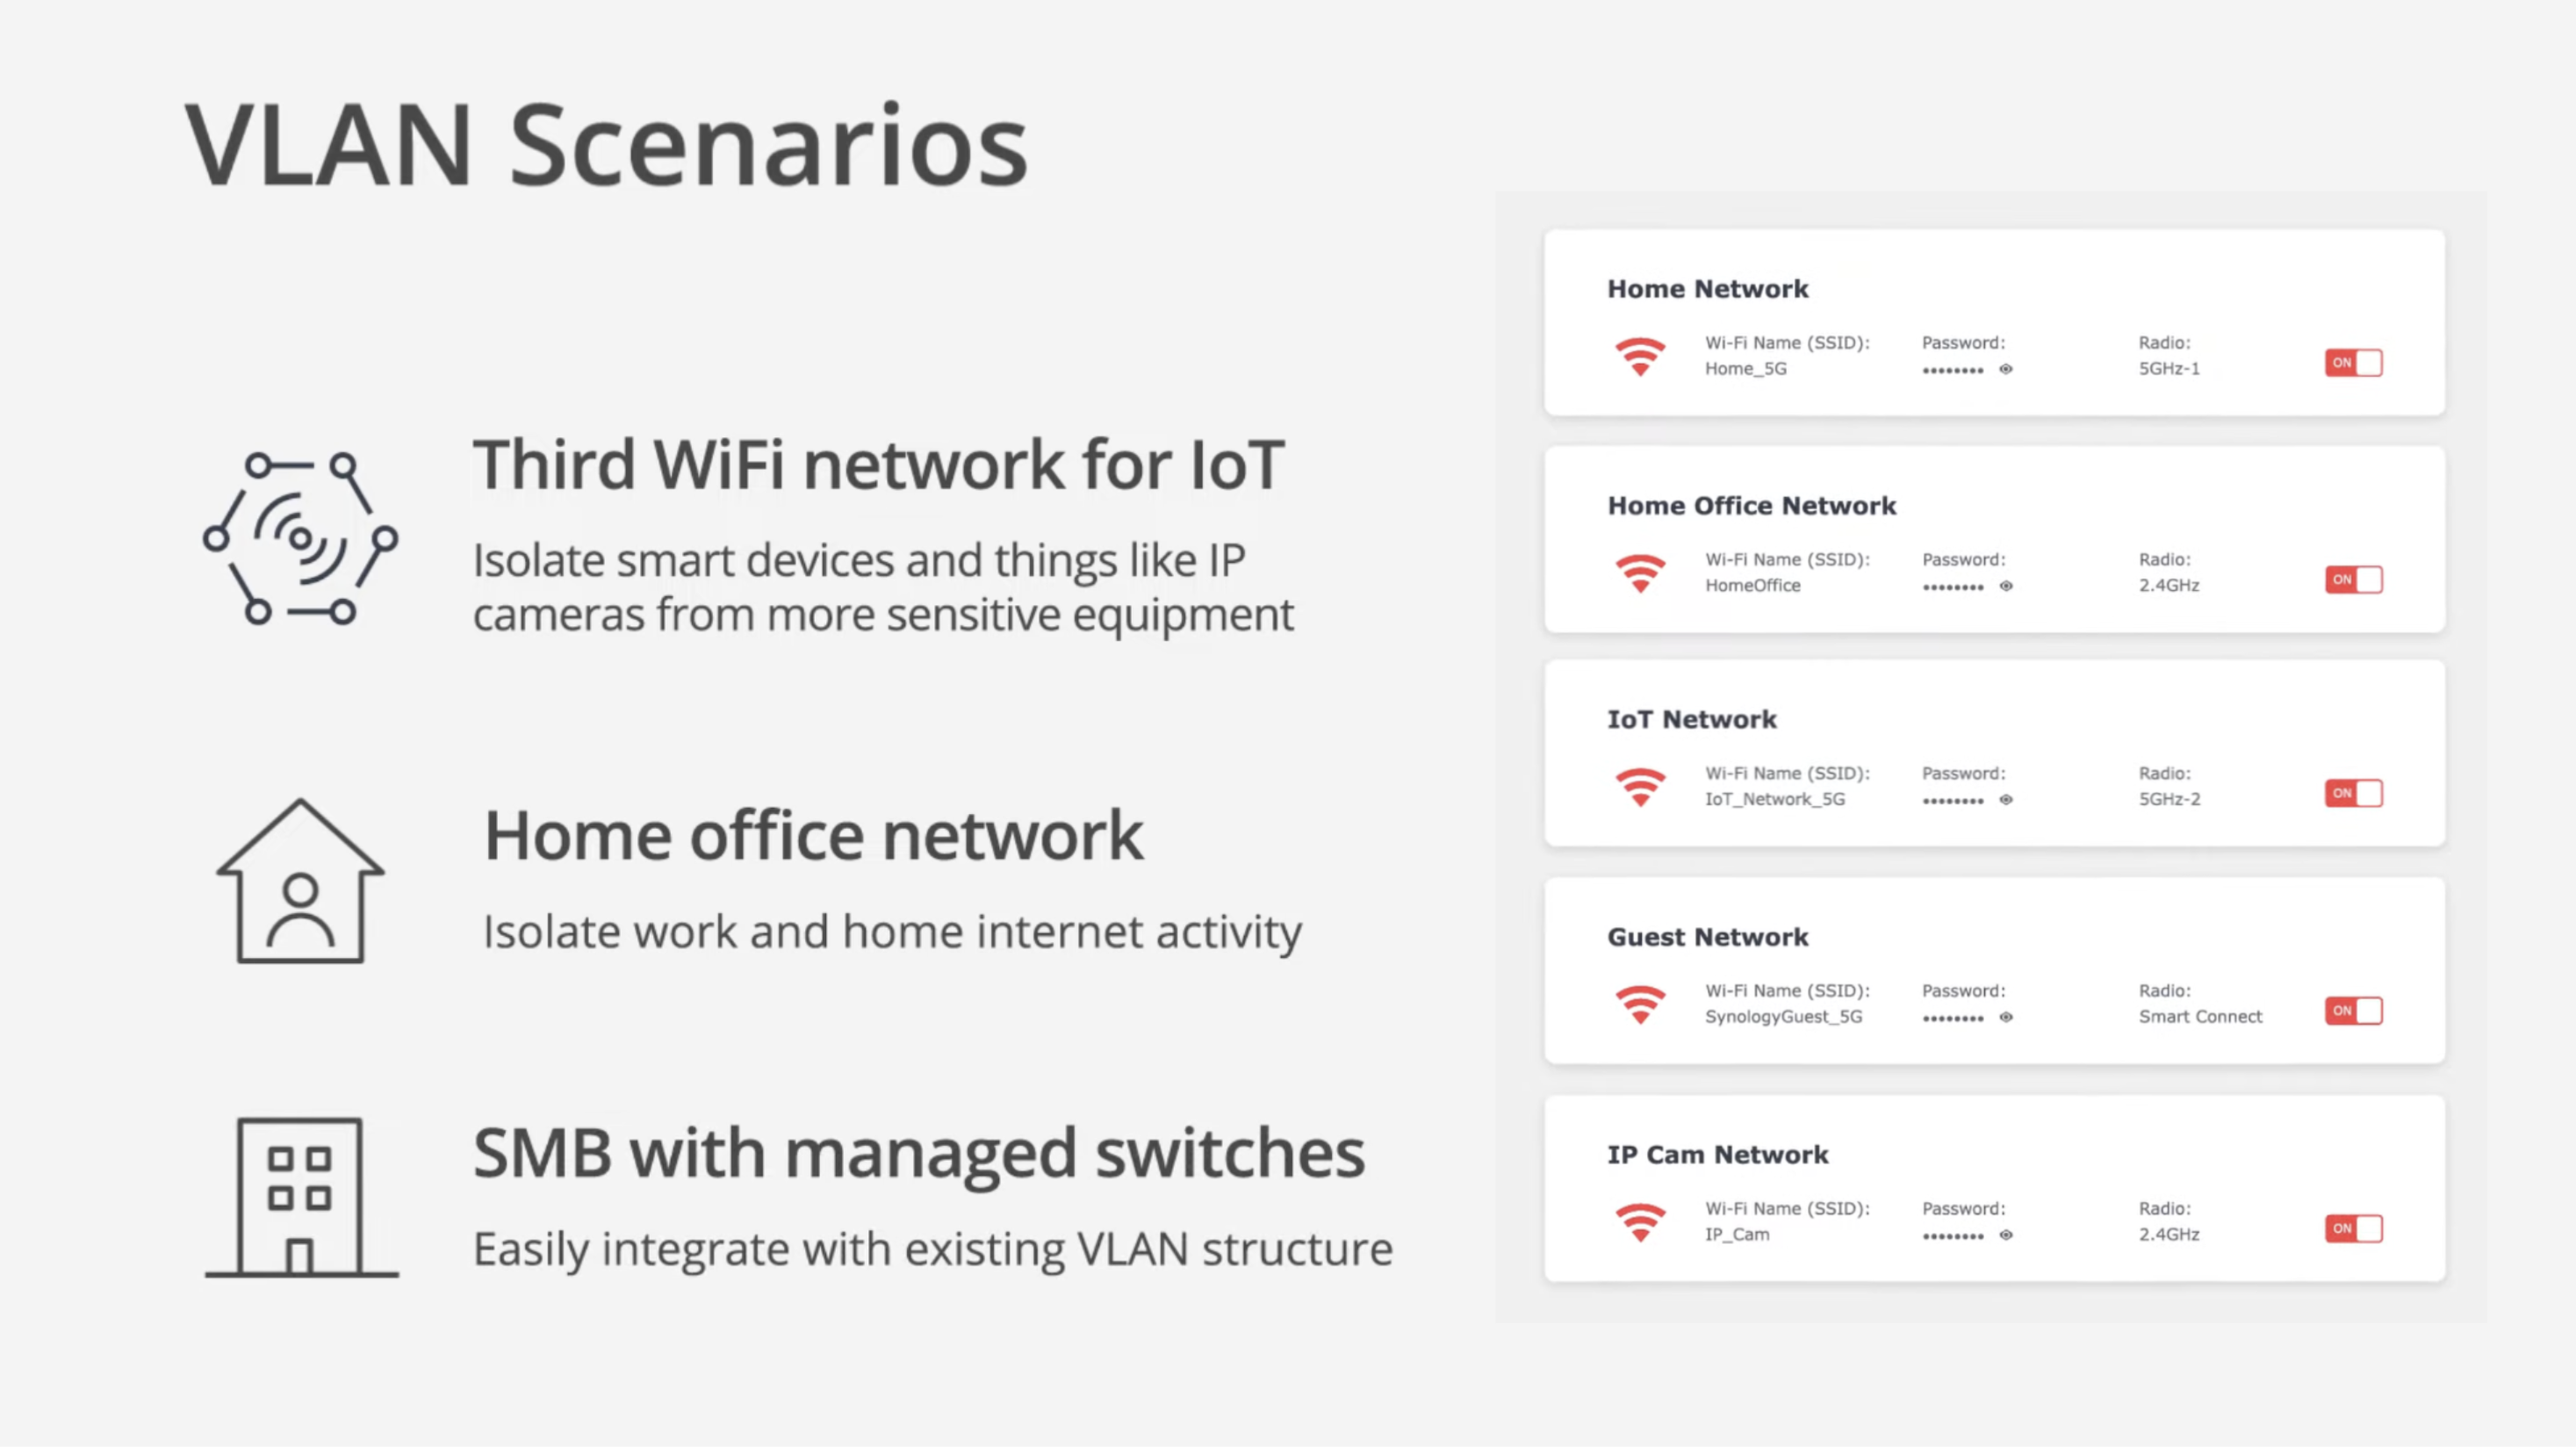 VLAN Scenarios
Third WiFi network for IoT
Isolate smart devices and things like IP
cameras from more sensitive equipment
Home office network
Isolate work and home internet activity
SMB with managed switches
Easily integrate with existing VLAN structure
Home Network
Wi-Fi Name (SSID): Password: Radio:
Home_5G •••••••• 5GHz-1 ON
Home Office Network
Wi-Fi Name (SSID): Password: Radio:
HomeOffice •••••••• 2.4GHz ON
IoT Network
Wi-Fi Name (SSID): Password: Radio:
IoT_Network_5G •••••••• 5GHz-2 ON
Guest Network
Wi-Fi Name (SSID): Password: Radio:
SynologyGuest_5G •••••••• Smart Connect ON
IP Cam Network
Wi-Fi Name (SSID): Password: Radio:
IP_Cam •••••••• 2.4GHz ON